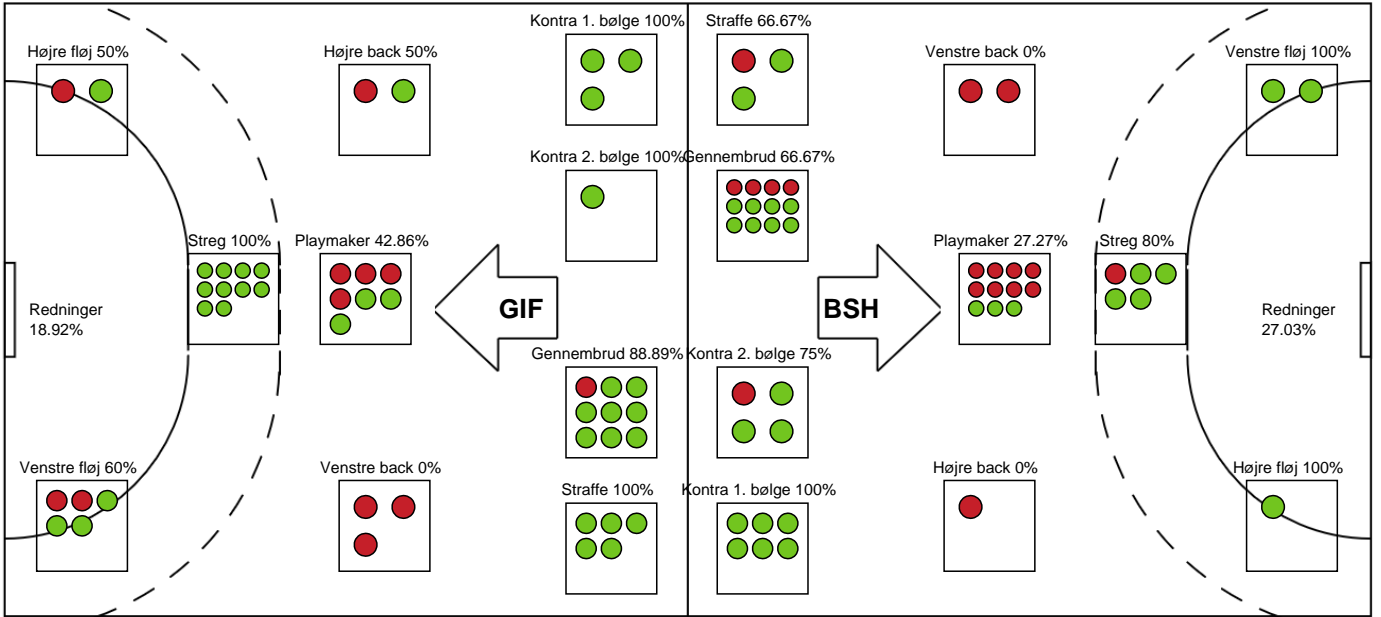 Kontra 1. bølge 100%
Straffe 66.67%
Højre fløj 50%
Højre back 50%
Venstre back 0%
Venstre fløj 100%
Kontra 2. bølge 100%
Gennembrud 66.67%
Streg 100%
Playmaker 42.86%
Playmaker 27.27%
Streg 80%
Redninger
18.92%
GIF
BSH
Redninger
27.03%
Gennembrud 88.89%
Kontra 2. bølge 75%
Venstre fløj 60%
Venstre back 0%
Højre back 0%
Højre fløj 100%
Straffe 100%
Kontra 1. bølge 100%